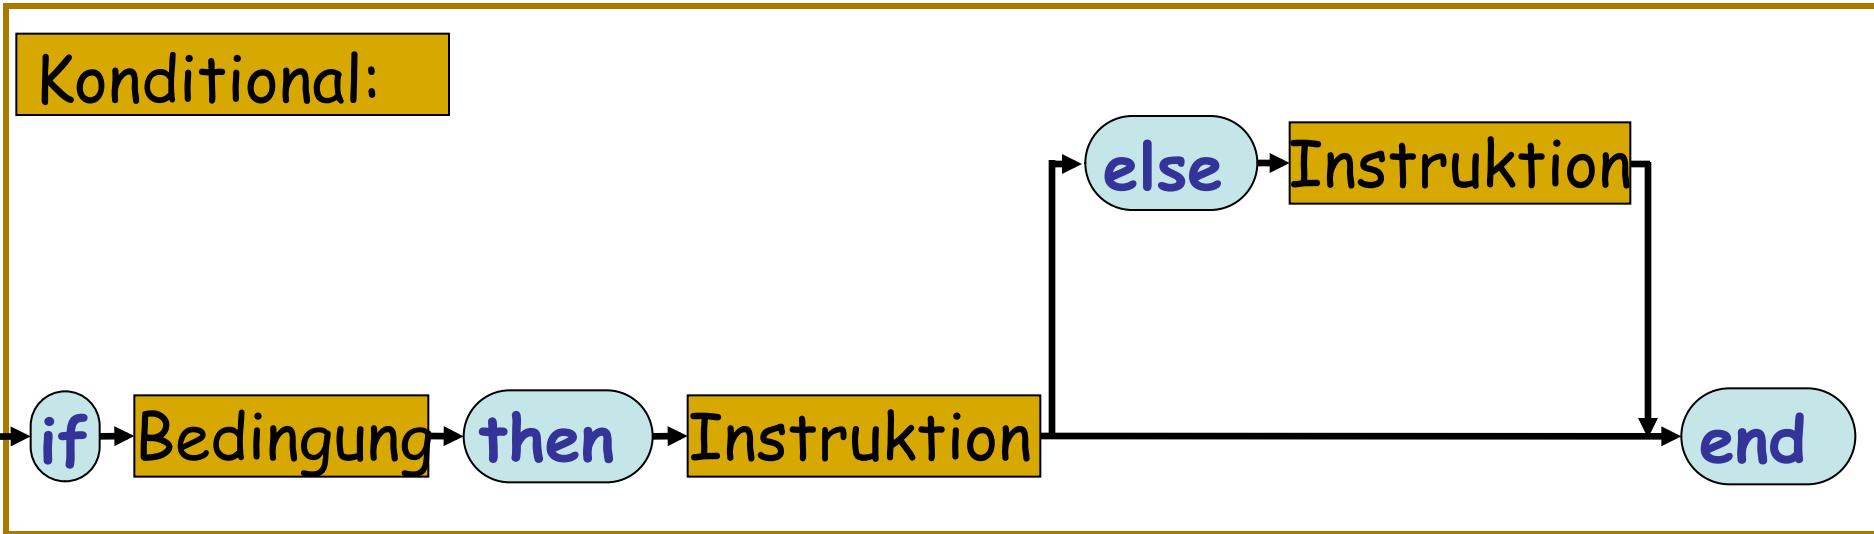 Konditional:
else Instruktion
if Bedingung then Instruktion end